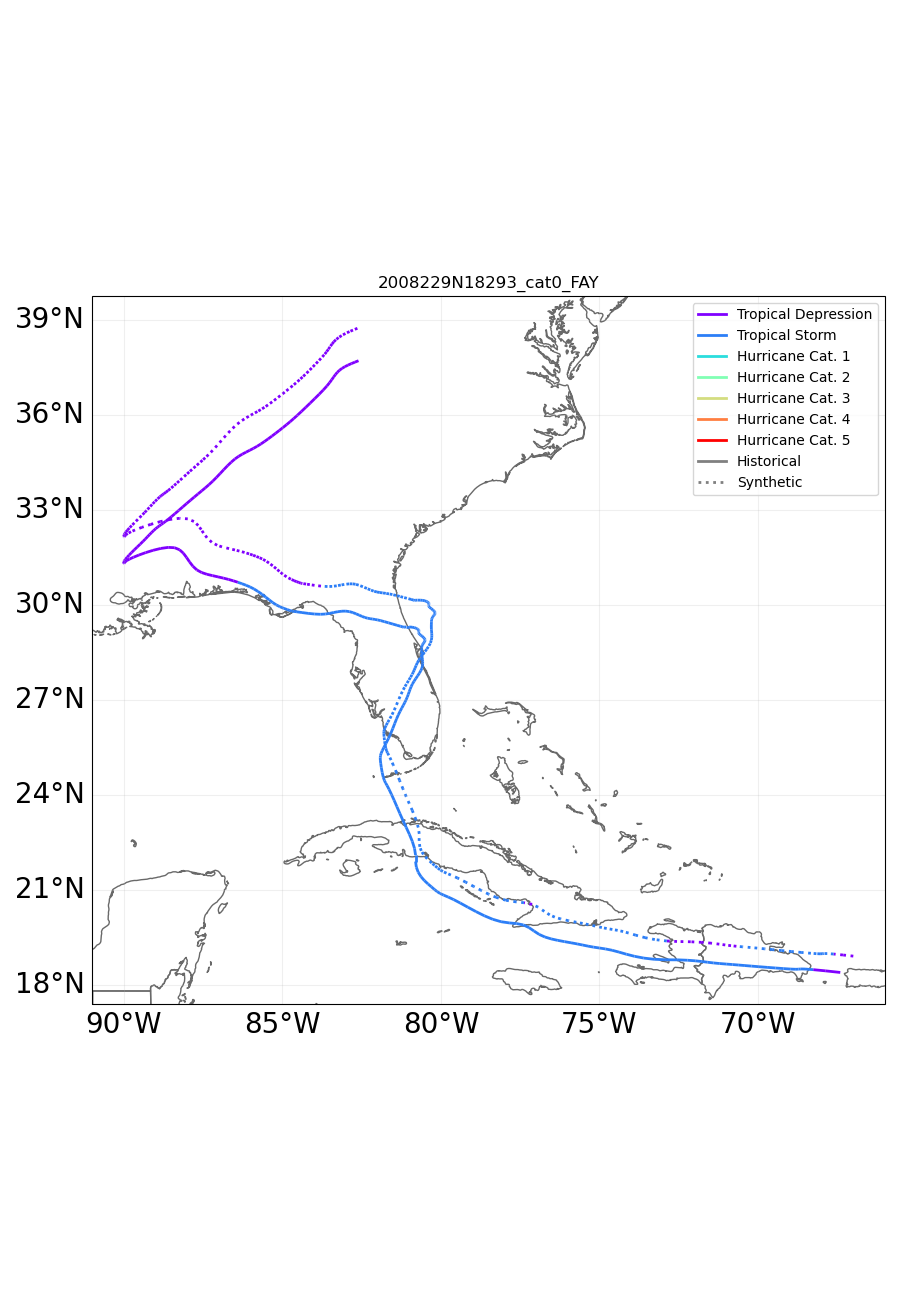 2008229N18293_cat0_FAY
39°N
36°N
33°N
30°N
27°N
24°N
21°N
18°N
90°W
85°W
80°W
75°W
70°W
Tropical Depression
Tropical Storm
Hurricane Cat. 1
Hurricane Cat. 2
Hurricane Cat. 3
Hurricane Cat. 4
Hurricane Cat. 5
Historical
Synthetic